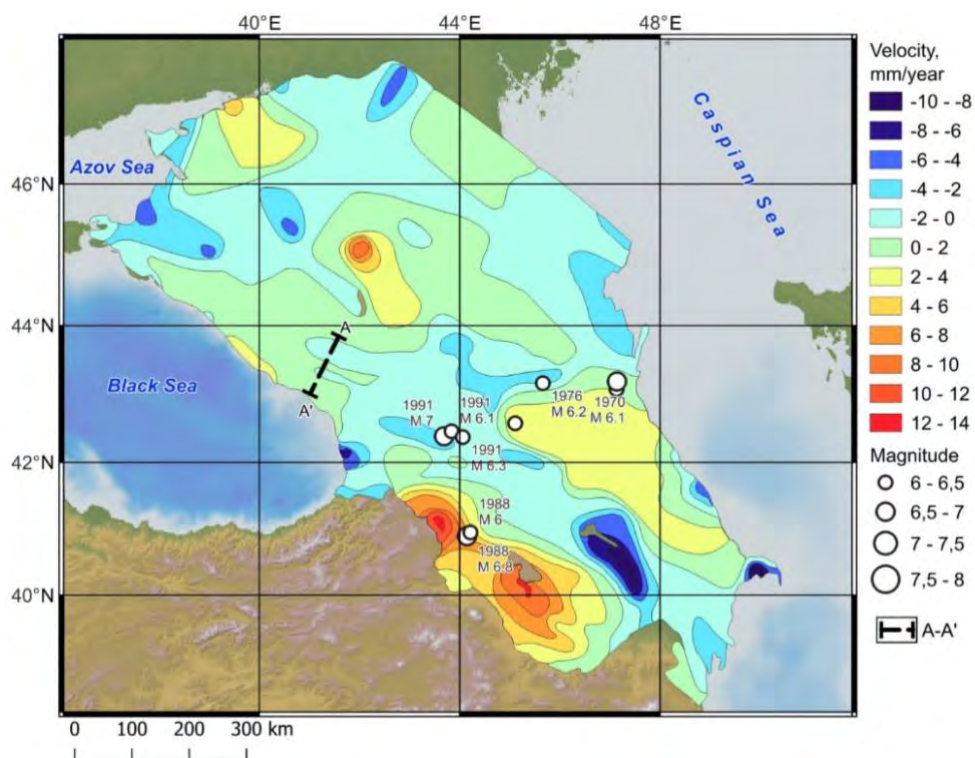 40°E
44°E
48°E
46°N
44°N
42°N
40°N
Azov Sea
Black Sea
Caspian Sea
A
A'
1991
M 7
1991
M 6.1
1991
M 6.3
1976
M 6.2
1970
M 6.1
1988
M 6
1988
M 6.8
0 100 200 300 km
Velocity,
mm/year
-10 - -8
-8 - -6
-6 - -4
-4 - -2
-2 - 0
0 - 2
2 - 4
4 - 6
6 - 8
8 - 10
10 - 12
12 - 14
Magnitude
6 - 6,5
6,5 - 7
7 - 7,5
7,5 - 8
A-A'